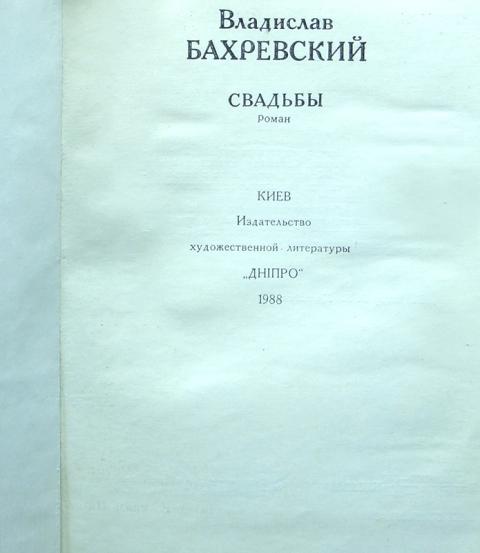 Владислав
БАХРЕВСКИЙ
СВАДЬБЫ
Роман
КИЕВ
Издательство
художественной литературы
„ДНІПРО“
1988